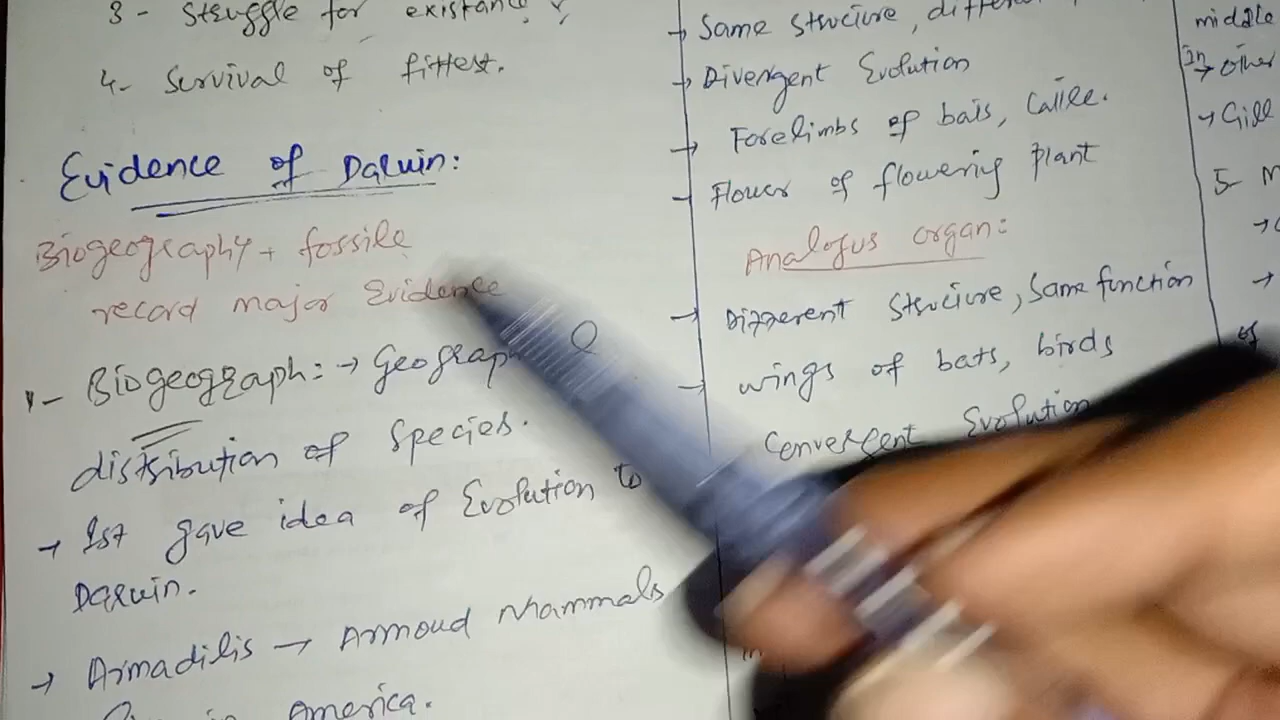 3- Struggle for existance
4- Survival of fittest.
Evidence of Darwin:
Biogeography + fossile
record major Evidence
1- Biogeograph: → Geograph
distribution of Species.
→ 1st gave idea of Evolution to
Darwin.
→ Armadilis → Armoud Mammals
America.
→ Same structure,
→ Divergent Evolution
→ Forelimbs of bats, Cattle.
→ Flower of flowering Plant
Analogus organ:
→ Different Structure, Same function
→ wings of bats, birds
Convergent Evolution
middle
→ other
→ Gill
5- M
of